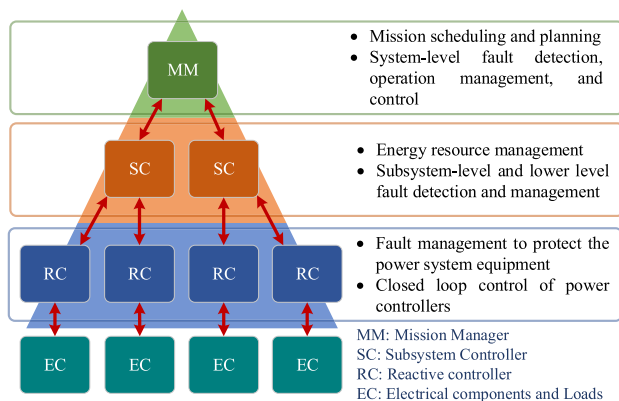 MM
• Mission scheduling and planning
• System-level fault detection,
operation management, and
control
SC SC
• Energy resource management
• Subsystem-level and lower level
fault detection and management
RC RC RC RC
• Fault management to protect the
power system equipment
• Closed loop control of power
controllers
EC EC EC EC
MM: Mission Manager
SC: Subsystem Controller
RC: Reactive controller
EC: Electrical components and Loads